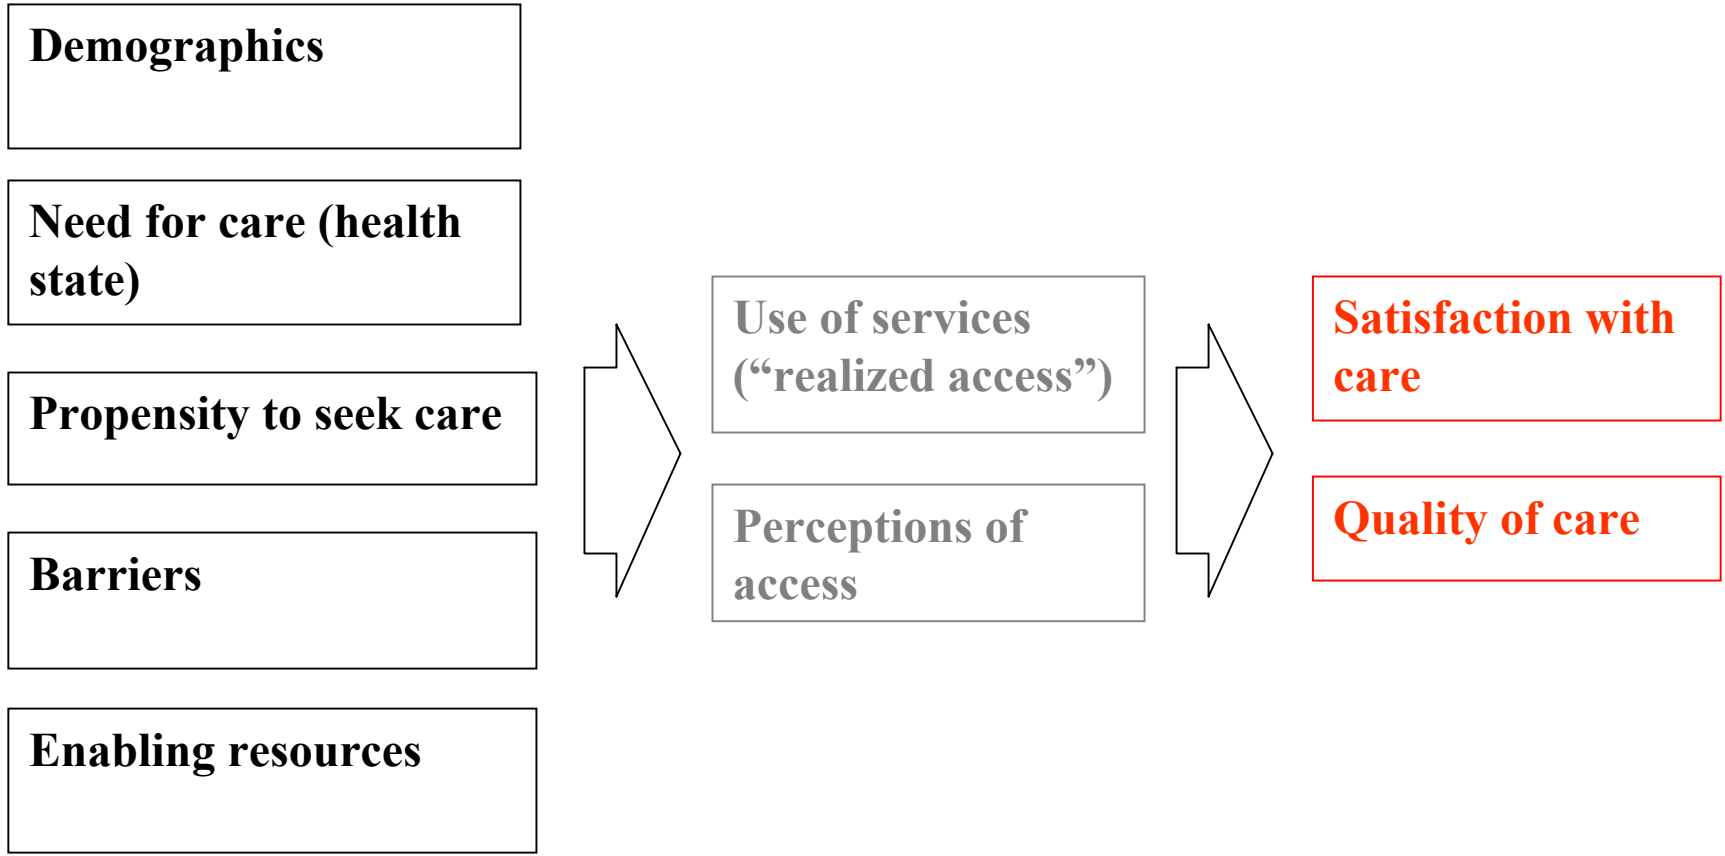 Demographics
Need for care (health
state)
Propensity to seek care
Barriers
Enabling resources
Use of services
(“realized access”)
Perceptions of
access
Satisfaction with
care
Quality of care